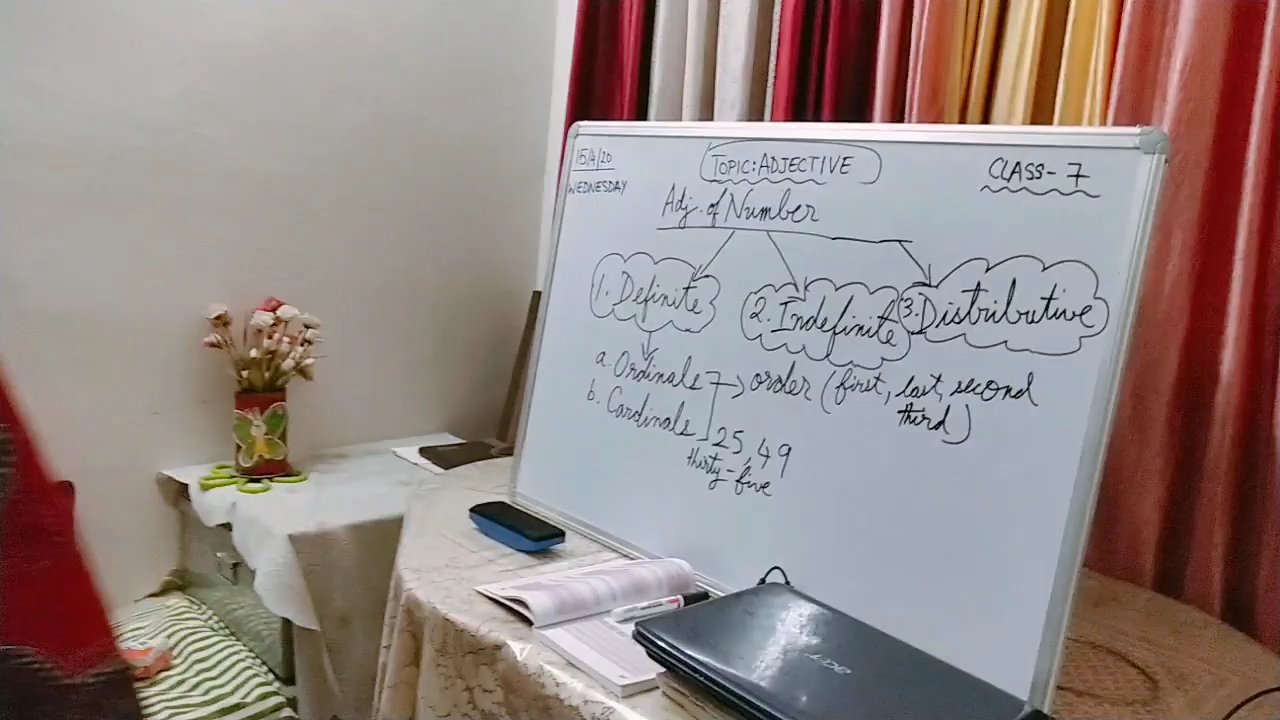 15/4/20
WEDNESDAY
TOPIC: ADJECTIVE
CLASS-7
Adj. of Number
1. Definite
2. Indefinite
3. Distributive
a. Ordinals → order (first, last, second
third)
b. Cardinals 25, 49
thirty-five
acer